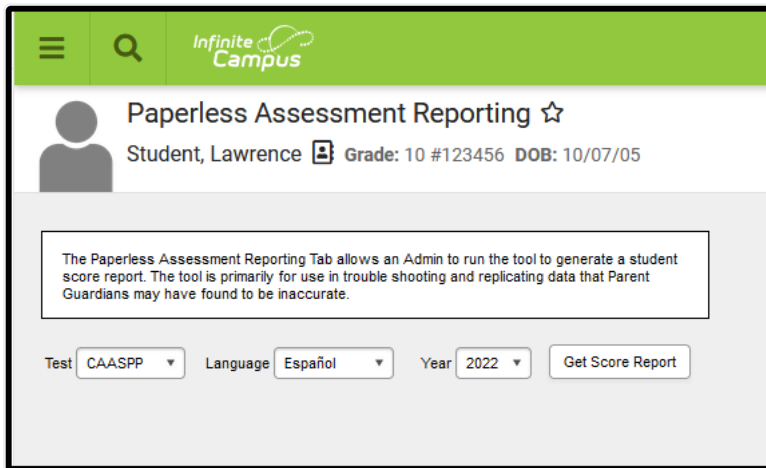 Infinite
Campus
Paperless Assessment Reporting
Student, Lawrence Grade: 10 #123456 DOB: 10/07/05
The Paperless Assessment Reporting Tab allows an Admin to run the tool to generate a student
score report. The tool is primarily for use in trouble shooting and replicating data that Parent
Guardians may have found to be inaccurate.
Test CAASPP Language Español Year 2022 Get Score Report